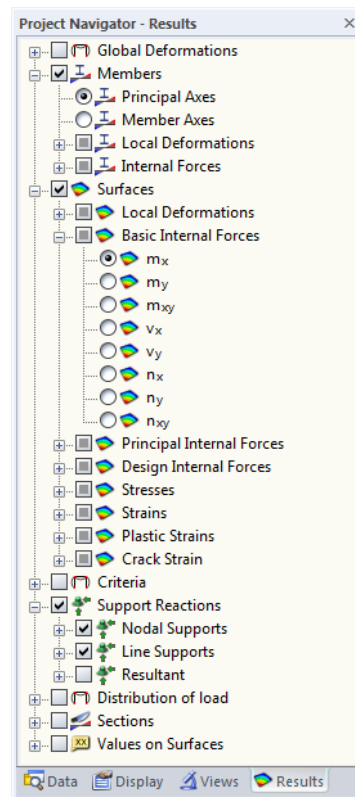 Project Navigator - Results
Global Deformations
Members
Principal Axes
Member Axes
Local Deformations
Internal Forces
Surfaces
Local Deformations
Basic Internal Forces
mx
my
mxy
vx
vy
nx
ny
nxy
Principal Internal Forces
Design Internal Forces
Stresses
Strains
Plastic Strains
Crack Strain
Criteria
Support Reactions
Nodal Supports
Line Supports
Resultant
Distribution of load
Sections
xx Values on Surfaces
Data Display Views Results